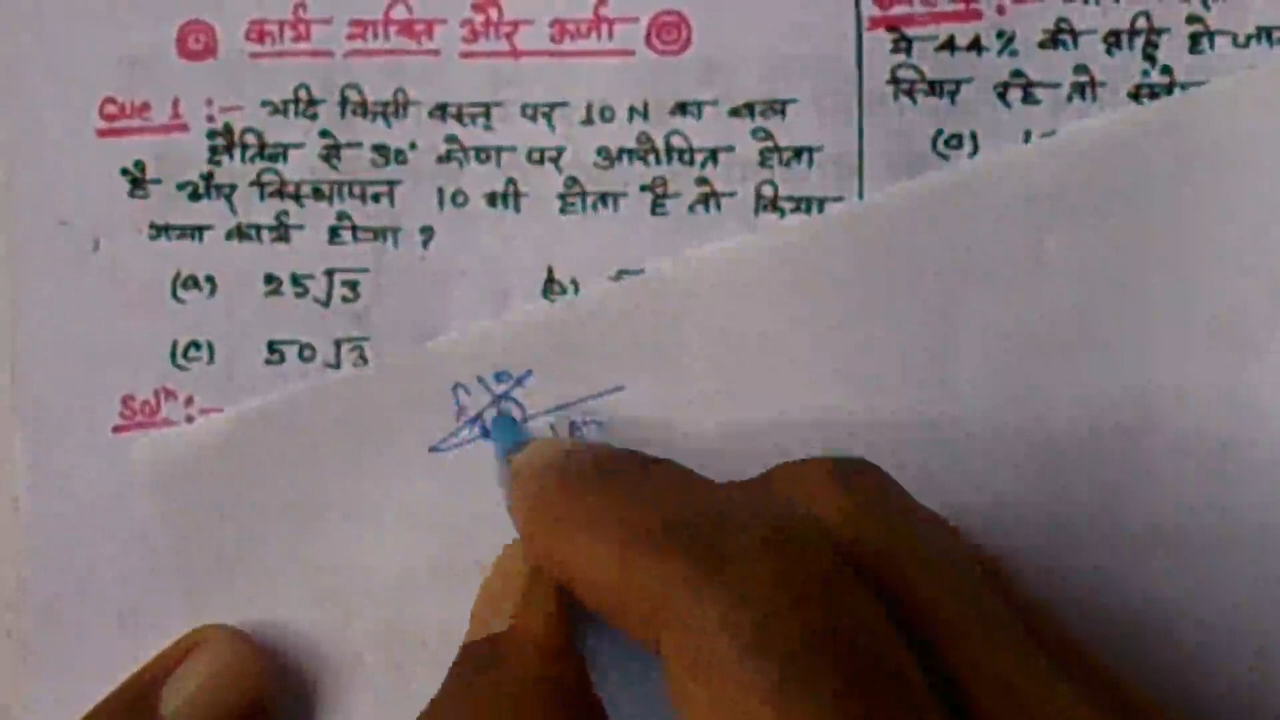 कार्य शक्ति और ऊर्जा
Que 1 :- यदि किसी वस्तु पर 10 N का बल
क्षैतिज से 30° कोण पर आरोपित होता
है और विस्थापन 10 मी होता है तो किया
गया कार्य होगा ?
(a) 25√3
(b)
(c) 50√3
Solⁿ :-
मे 44% की वृद्धि हो जा
स्थिर रहे तो
(a)